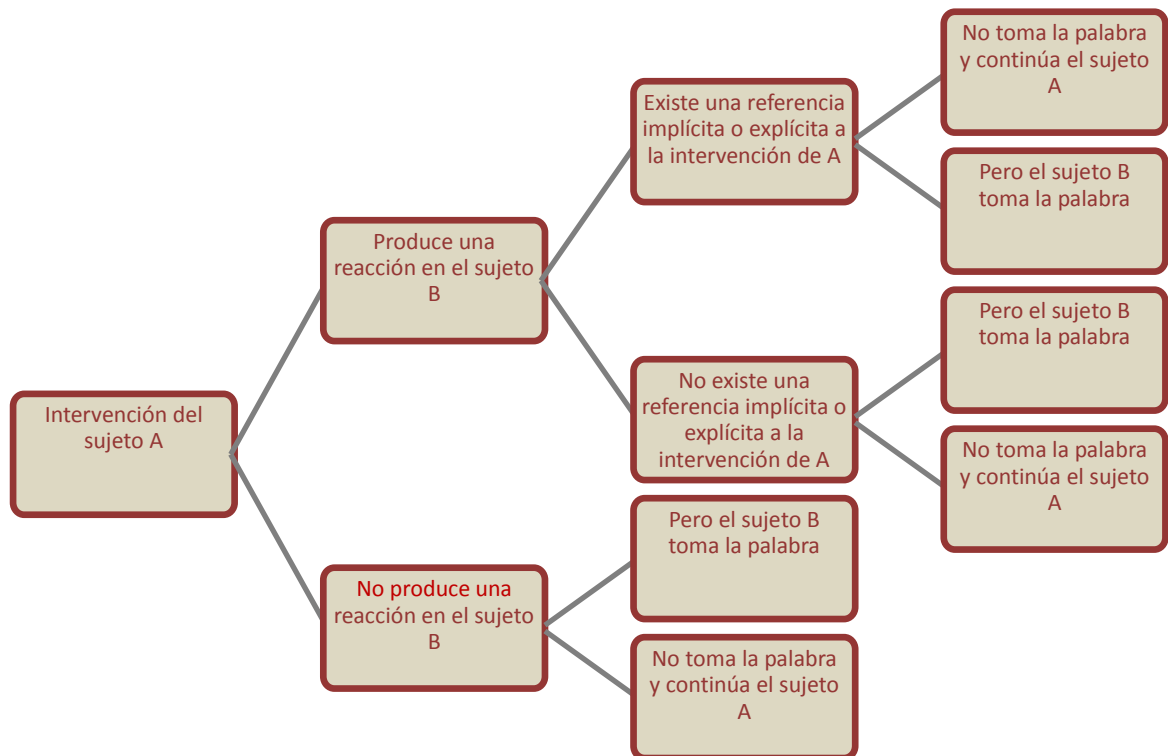 Intervención del
sujeto A
Produce una
reacción en el sujeto
B
Existe una referencia
implícita o explícita a
la intervención de A
No toma la palabra
y continúa el sujeto
A
Pero el sujeto B
toma la palabra
No existe una
referencia implícita o
explícita a la
intervención de A
Pero el sujeto B
toma la palabra
No toma la palabra
y continúa el sujeto
A
No produce una
reacción en el sujeto
B
Pero el sujeto B
toma la palabra
No toma la palabra
y continúa el sujeto
A